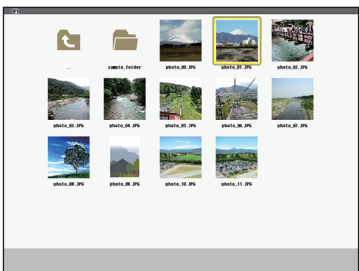 ..
sample_folder
photo_00.JPG
photo_01.JPG
photo_02.JPG
photo_03.JPG
photo_04.JPG
photo_05.JPG
photo_06.JPG
photo_07.JPG
photo_08.JPG
photo_09.JPG
photo_10.JPG
photo_11.JPG